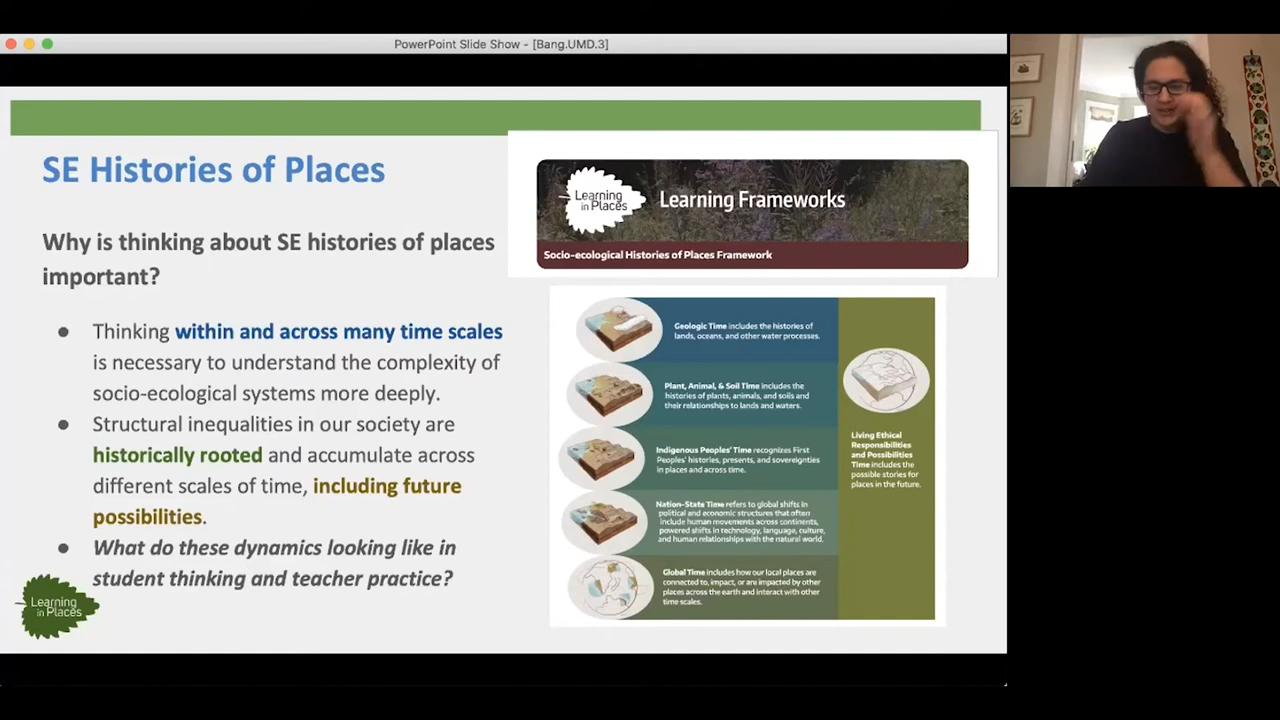 PowerPoint Slide Show - [Bang.UMD.3]
SE Histories of Places
Why is thinking about SE histories of places
important?
● Thinking within and across many time scales
is necessary to understand the complexity of
socio-ecological systems more deeply.
● Structural inequalities in our society are
historically rooted and accumulate across
different scales of time, including future
possibilities.
● What do these dynamics looking like in
student thinking and teacher practice?
Learning
in Places
Learning
in Places
Learning Frameworks
Socio-ecological Histories of Places Framework
Geologic Time includes the histories of
lands, oceans, and other water processes.
Plant, Animal, & Soil Time includes the
histories of plants, animals, and soils and
their relationships to lands and waters.
Indigenous Peoples' Time recognizes First
Peoples' histories, presents, and sovereignties
in places and across time.
Nation-State Time refers to global shifts in
political and economic structures that often
include human movements across continents,
powered shifts in technology, language, culture,
and human relationships with the natural world.
Global Time includes how our local places are
connected to, impact, or are impacted by other
places across the earth and interact with other
time scales.
Living Ethical
Responsibilities
and Possibilities
Time includes the
possible stories for
places in the future.